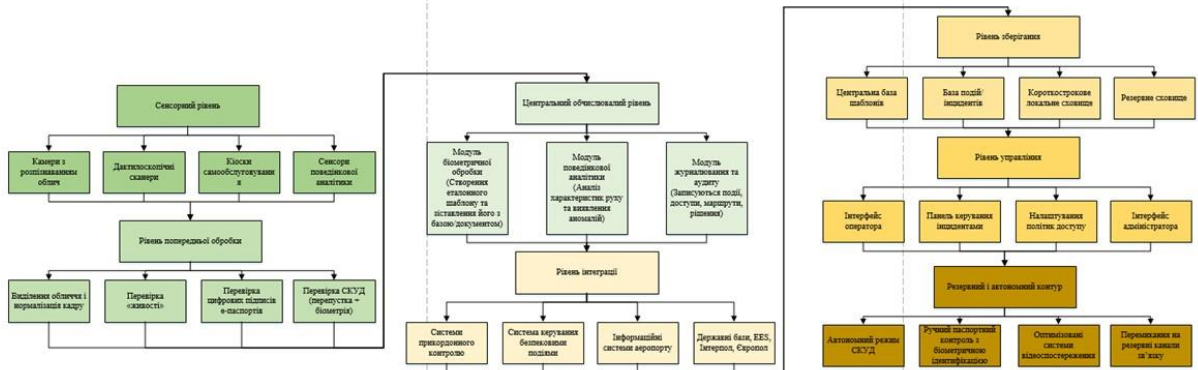 Сенсорний рівень
Камери з
розпізнаванням
облич
Дактилоскопічні
сканери
Кіоски
самообслуговуван
я
Сенсори
поведінкової
аналітики
Рівень попередньої обробки
Виділення обличчя і
нормалізація кадру
Перевірка
«живості»
Перевірка
цифрових підписів
е-паспортів
Перевірка СКУД
(перепустка +
біометрія)
Центральний обчислювалий рівень
Модуль
біометричної
обробки
(Створення
еталонного
шаблону та
зіставлення його з
базою/документом)
Модуль
поведінкової
аналітики
(Аналіз
характеристик руху
та виявлення
аномалій)
Модуль
журналювання та
аудиту
(Записуються події,
доступи, маршрути,
рішення)
Рівень інтеграції
Системи
прикордонного
контролю
Система керування
безпековими
подіями
Інформаційні
системи аеропорту
Державні бази, EES,
Інтерпол, Європол
Рівень зберігання
Центральна база
шаблонів
База подій/
інцидентів
Короткострокове
локальне сховище
Резервне сховище
Рівень управління
Інтерфейс
оператора
Панель керування
інцидентами
Налаштування
політик доступу
Інтерфейс
адміністратора
Резервний і автономний контур
Автономний режим
СКУД
Ручний паспортний
контроль з
біометричною
ідентифікацією
Оптимізовані
системи
відеоспостереження
Перемикання на
резервні канали
зв’язку